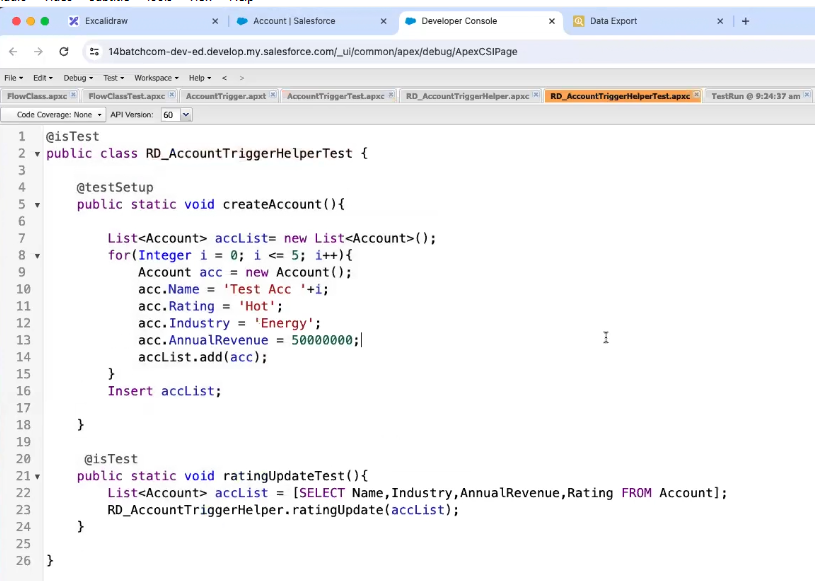 Excalidraw
Account | Salesforce
Developer Console
Data Export
14batchcom-dev-ed.develop.my.salesforce.com/_ui/common/apex/debug/ApexCSIPage
File Edit Debug Test Workspace Help < >
FlowClass.apxc FlowClassTest.apxc AccountTrigger.apxt AccountTriggerTest.apxc RD_AccountTriggerHelper.apxc RD_AccountTriggerHelperTest.apxc TestRun @ 9:24:37 am
Code Coverage: None API Version: 60
1 @isTest
2 public class RD_AccountTriggerHelperTest {
3
4 @testSetup
5 public static void createAccount(){
6
7 List<Account> accList= new List<Account>();
8 for(Integer i = 0; i <= 5; i++){
9 Account acc = new Account();
10 acc.Name = 'Test Acc '+i;
11 acc.Rating = 'Hot';
12 acc.Industry = 'Energy';
13 acc.AnnualRevenue = 50000000;
14 accList.add(acc);
15 }
16 Insert accList;
17
18 }
19
20 @isTest
21 public static void ratingUpdateTest(){
22 List<Account> accList = [SELECT Name,Industry,AnnualRevenue,Rating FROM Account];
23 RD_AccountTriggerHelper.ratingUpdate(accList);
24 }
25
26 }